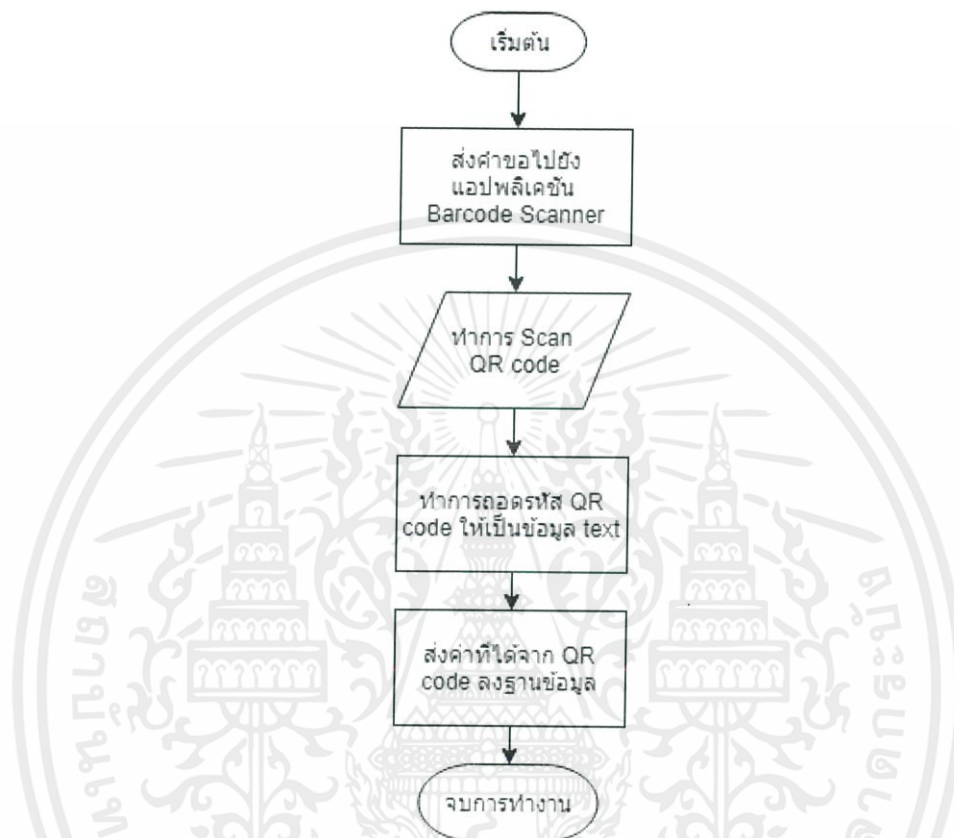 เริ่มต้น
ส่งคำขอไปยัง
แอปพลิเคชัน
Barcode Scanner
ทำการ Scan
QR code
ทำการถอดรหัส QR
code ให้เป็นข้อมูล text
ส่งค่าที่ได้จาก QR
code ลงฐานข้อมูล
จบการทำงาน